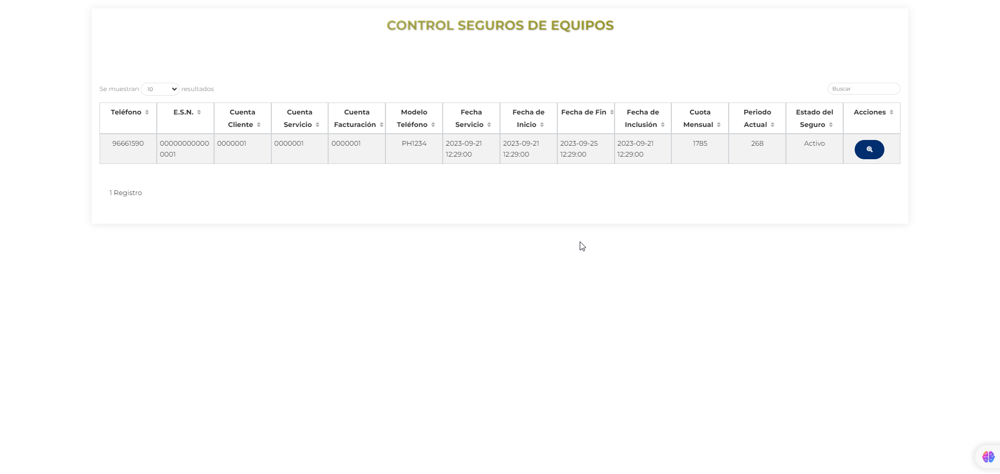 CONTROL SEGUROS DE EQUIPOS
Se muestran 10 resultados
Buscar
Teléfono
E.S.N.
Cuenta
Cliente
Cuenta
Servicio
Cuenta
Facturación
Modelo
Teléfono
Fecha
Servicio
Fecha de
Inicio
Fecha de Fin
Fecha de
Inclusión
Cuota
Mensual
Periodo
Actual
Estado del
Seguro
Acciones
96661590
00000000000
0001
0000001
0000001
0000001
PH1234
2023-09-21
12:29:00
2023-09-21
12:29:00
2023-09-25
12:29:00
2023-09-21
12:29:00
1785
268
Activo
1 Registro